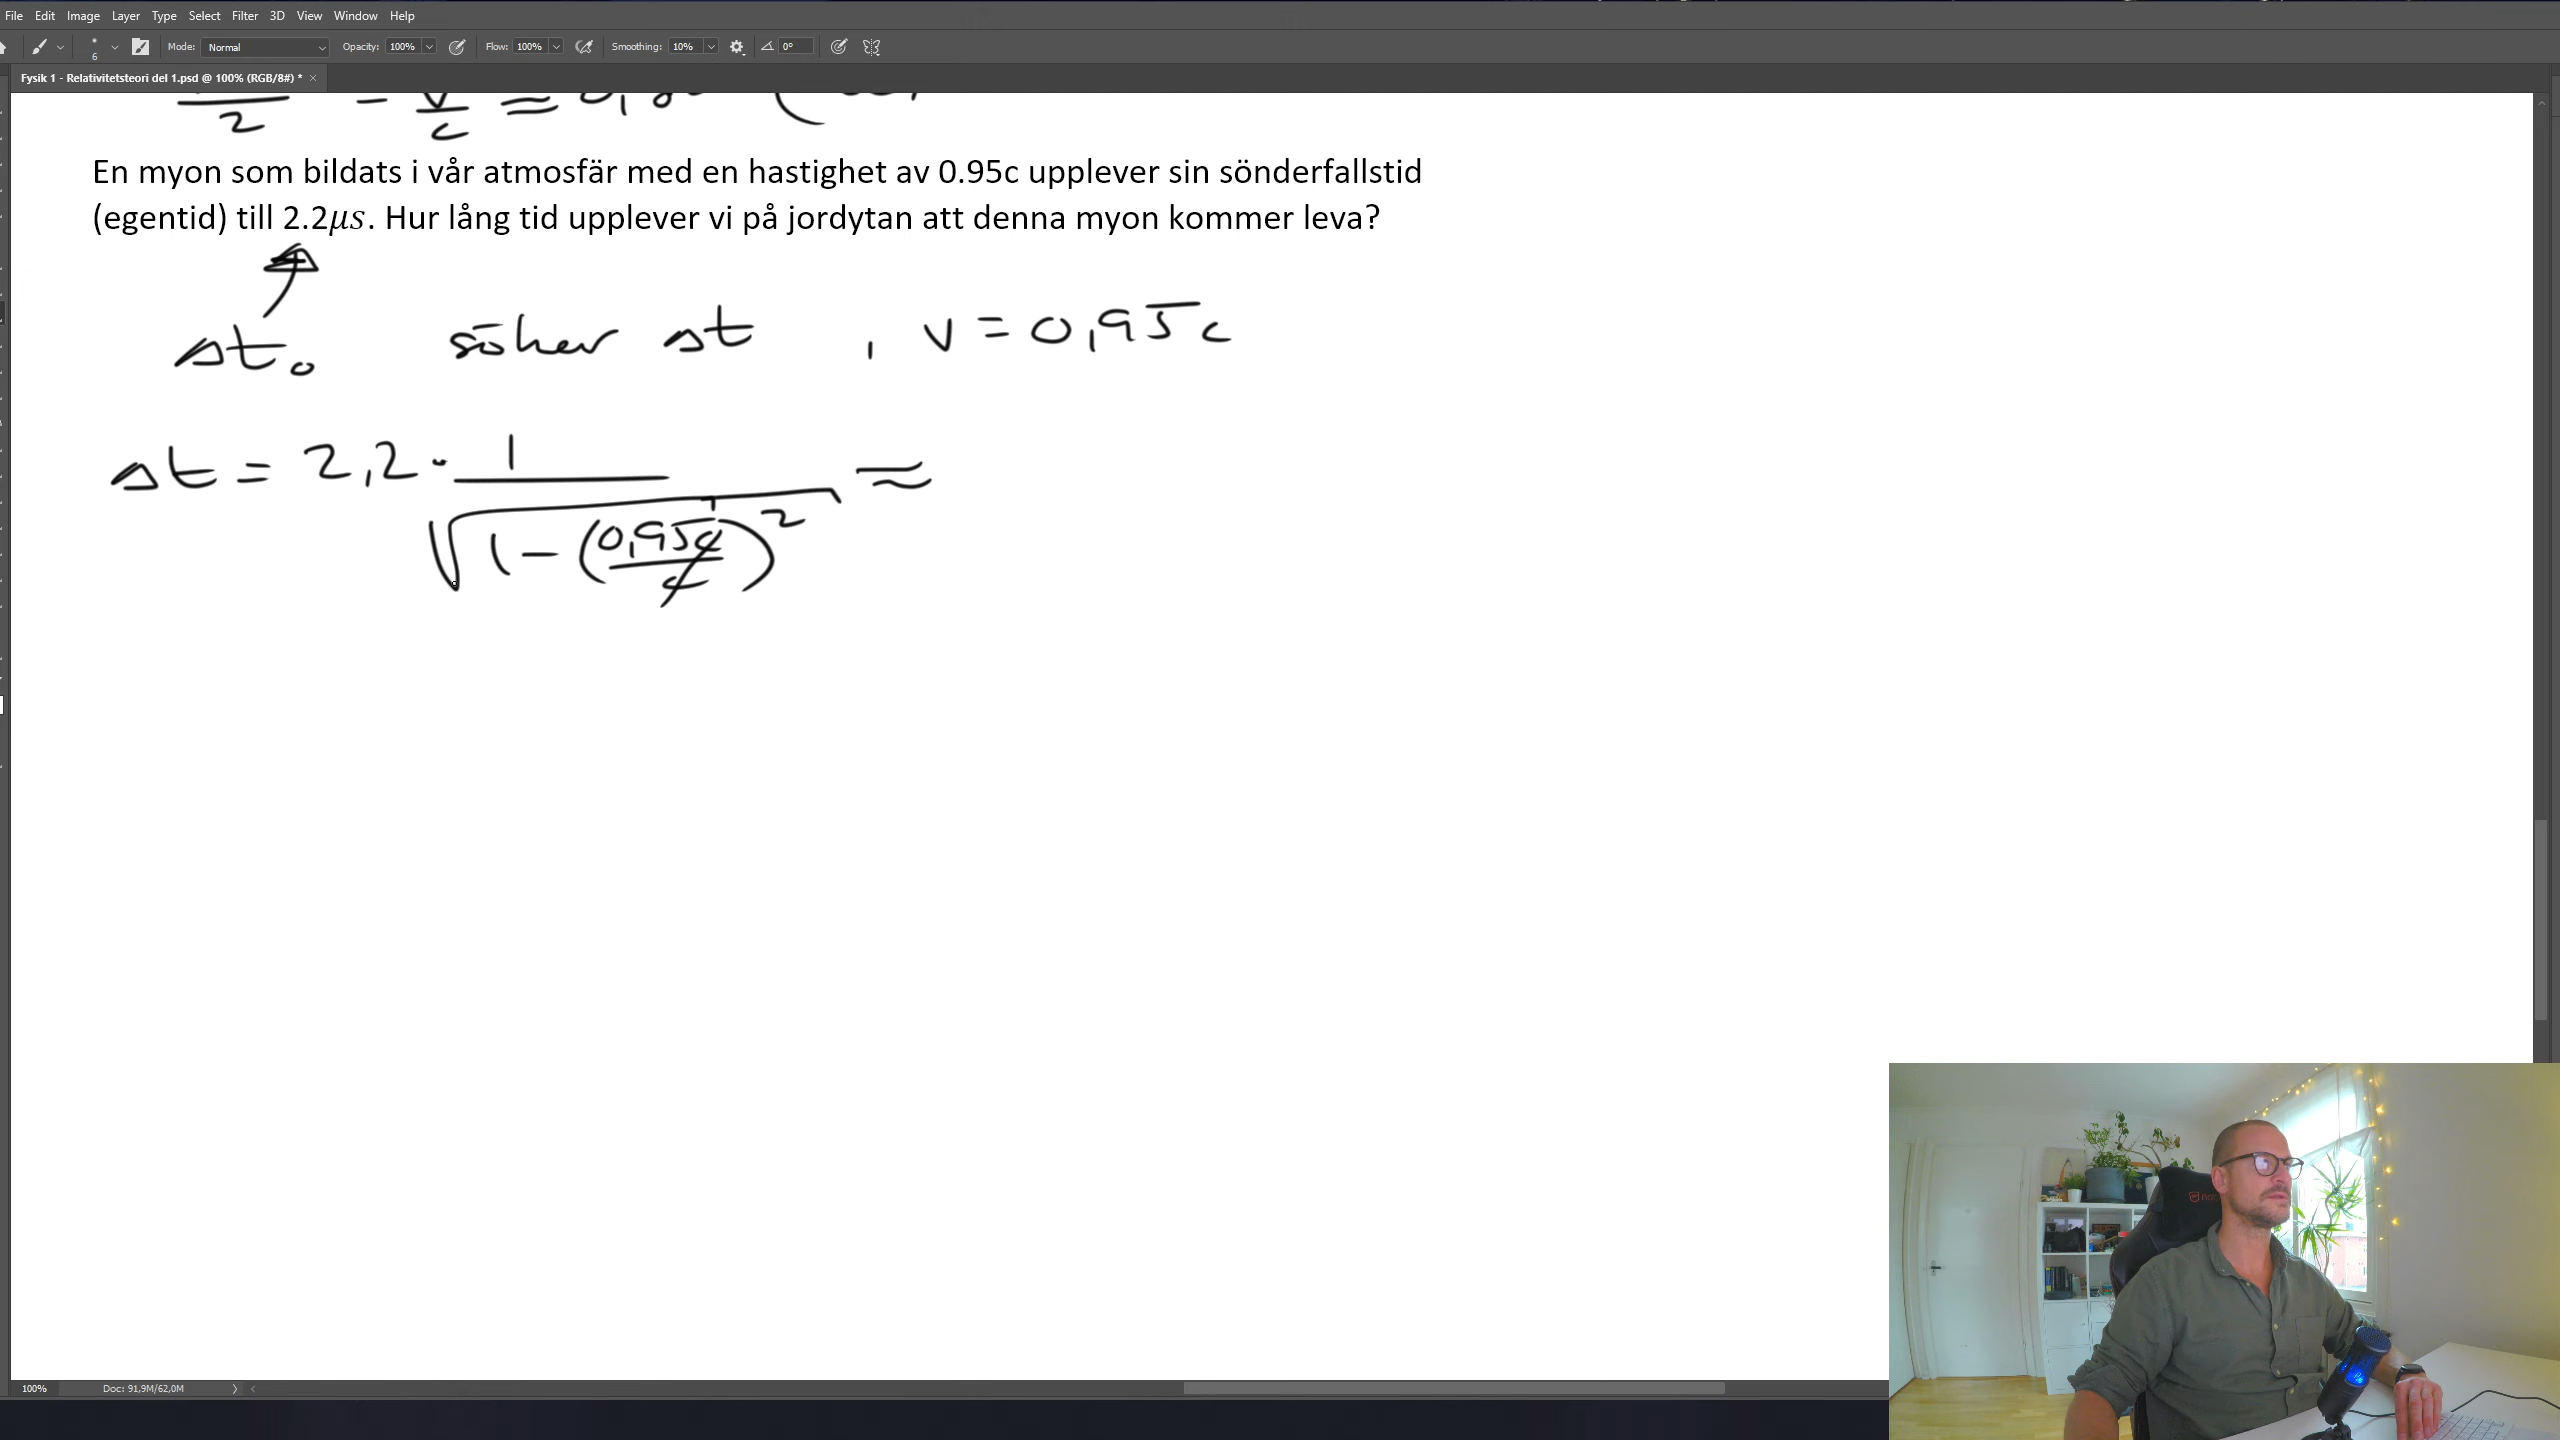 File Edit Image Layer Type Select Filter 3D View Window Help
6 Mode: Normal Opacity: 100% Flow: 100% Smoothing: 10% 0°
Fysik 1 - Relativitetsteori del 1.psd @ 100% (RGB/8#) * ×
2 - v/c ≈
En myon som bildats i vår atmosfär med en hastighet av 0.95c upplever sin sönderfallstid
(egentid) till 2.2μs. Hur lång tid upplever vi på jordytan att denna myon kommer leva?
Δt₀ söker Δt , v = 0,95c
Δt = 2,2 · 1 / √(1 - (0,95c/c)²) ≈
100% Doc: 91,9M/62,0M